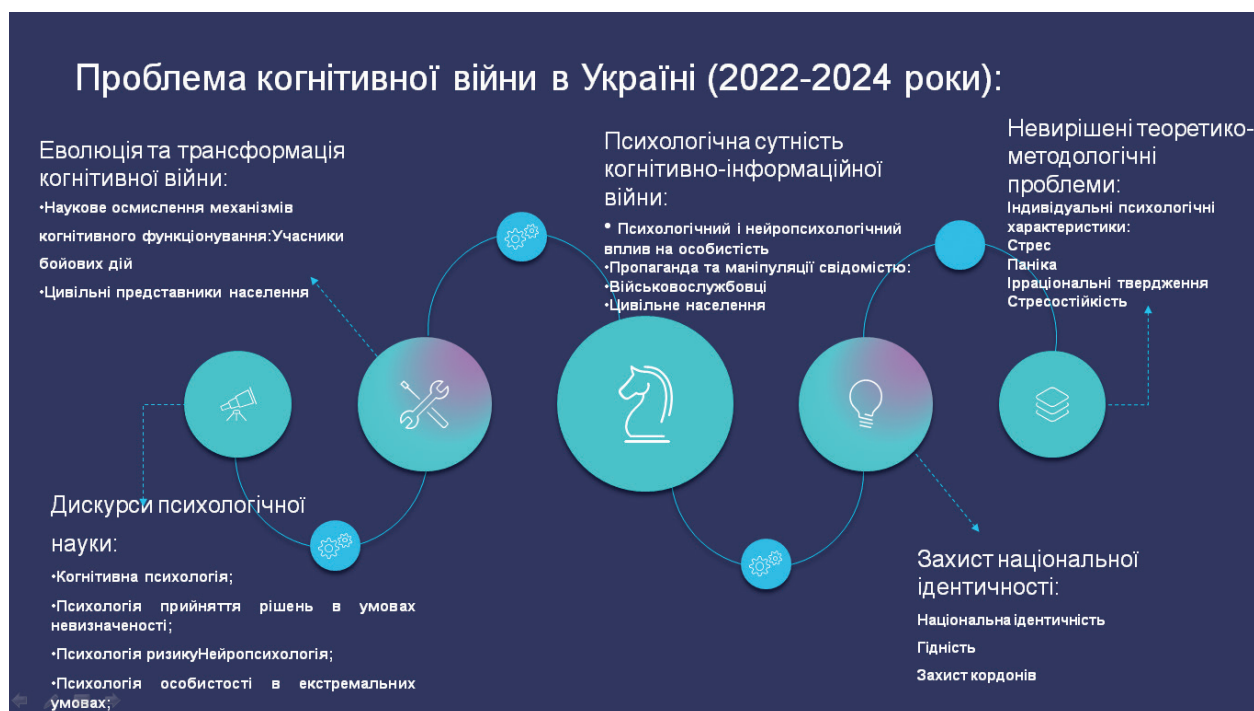 Проблема когнітивної війни в Україні (2022-2024 роки):
Еволюція та трансформація
когнітивної війни:
•Наукове осмислення механізмів
когнітивного функціонування:Учасники
бойових дій
•Цивільні представники населення
Психологічна сутність
когнітивно-інформаційної
війни:
• Психологічний і нейропсихологічний
вплив на особистість
•Пропаганда та маніпуляції свідомістю:
•Військовослужбовці
•Цивільне населення
Невирішені теоретико-
методологічні
проблеми:
Індивідуальні психологічні
характеристики:
Стрес
Паніка
Ірраціональні твердження
Стресостійкість
Дискурси психологічної
науки:
•Когнітивна психологія;
•Психологія прийняття рішень в умовах
невизначеності;
•Психологія ризикуНейропсихологія;
•Психологія особистості в екстремальних
умовах;
Захист національної
ідентичності:
Національна ідентичність
Гідність
Захист кордонів